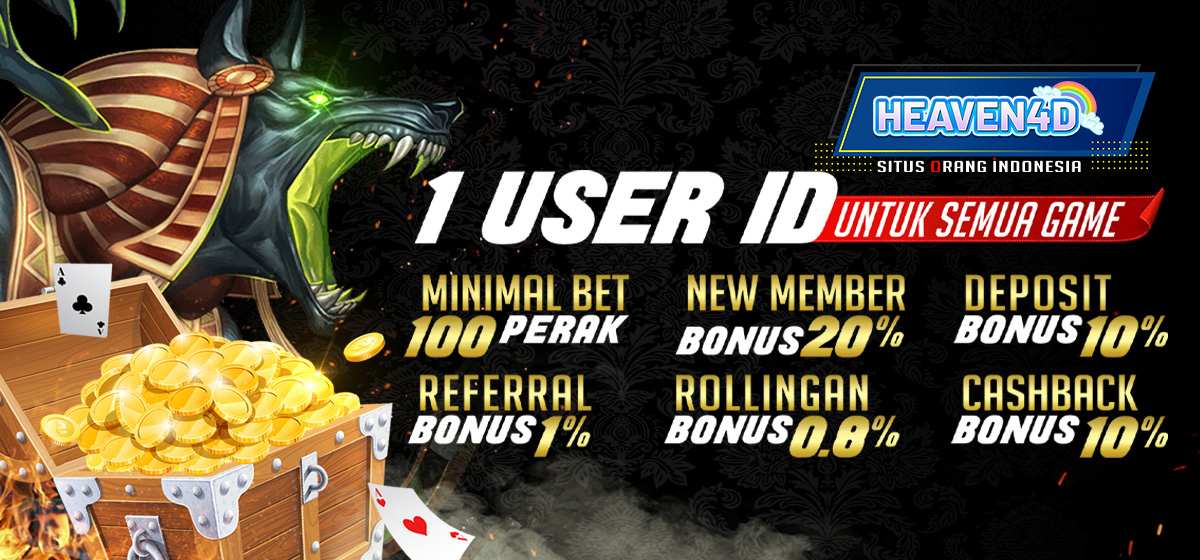 HEAVEN4D
SITUS ORANG INDONESIA
1 USER ID UNTUK SEMUA GAME
MINIMAL BET
100 PERAK
NEW MEMBER
BONUS 20%
DEPOSIT
BONUS 10%
REFERRAL
BONUS 1%
ROLLINGAN
BONUS 0.8%
CASHBACK
BONUS 10%
A
A
A
A